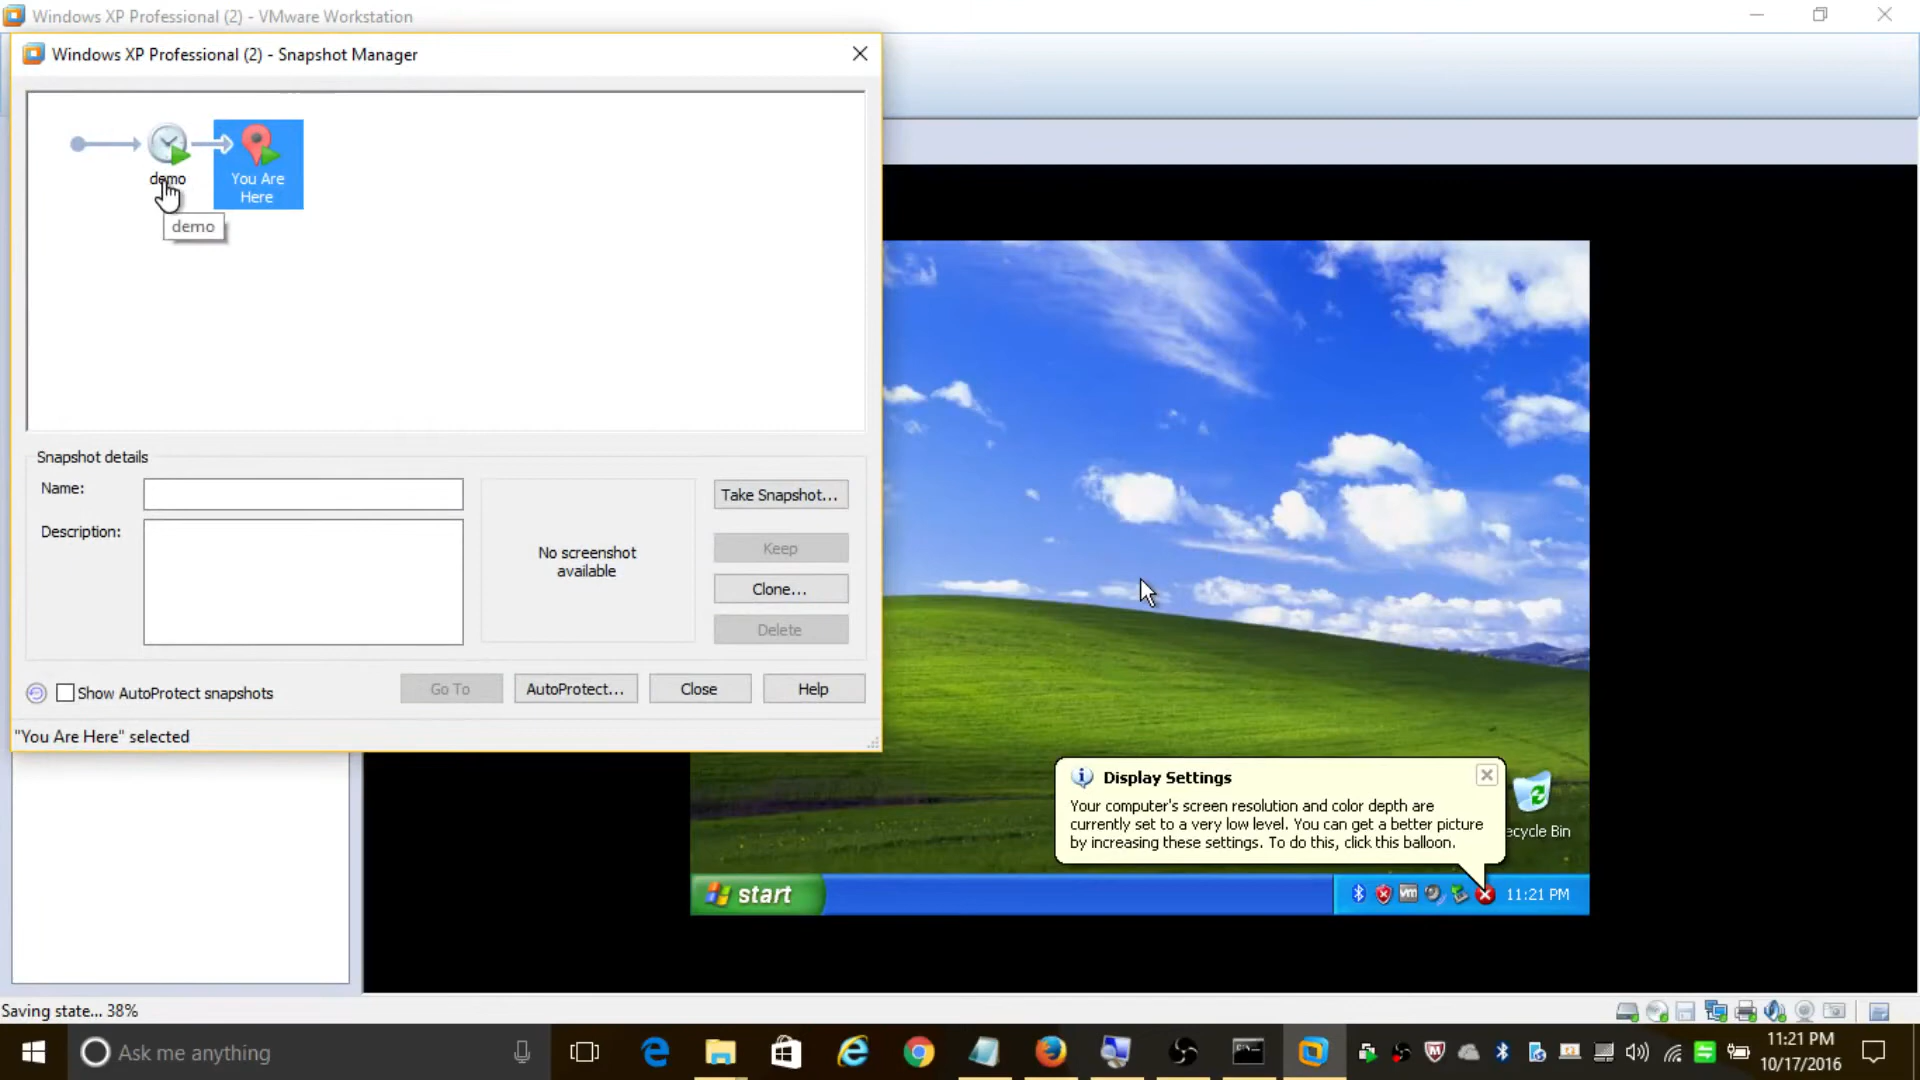 Windows XP Professional (2) - VMware Workstation
Windows XP Professional (2) - Snapshot Manager
demo
You Are
Here
demo
Snapshot details
Name:
Take Snapshot...
Description:
No screenshot
available
Keep
Clone...
Delete
Show AutoProtect snapshots
Go To
AutoProtect...
Close
Help
"You Are Here" selected
Display Settings
Your computer's screen resolution and color depth are
currently set to a very low level. You can get a better picture
by increasing these settings. To do this, click this balloon.
ecycle Bin
start
vm
11:21 PM
Saving state... 38%
Ask me anything
11:21 PM
10/17/2016